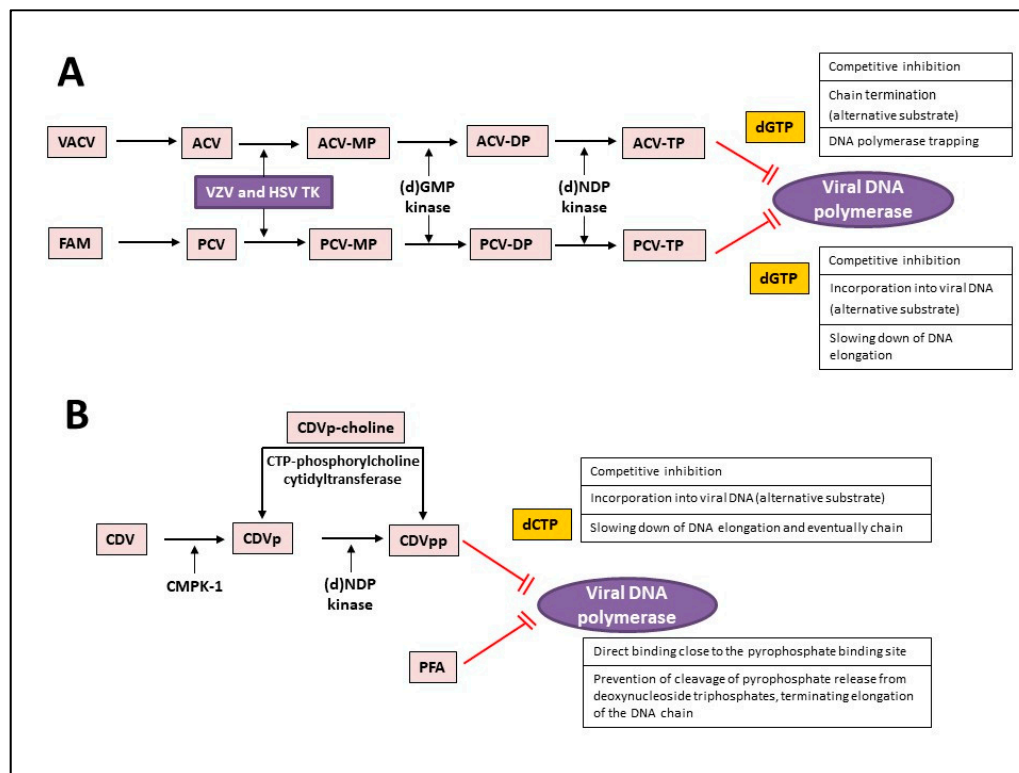 A
VACV
ACV
ACV-MP
ACV-DP
ACV-TP
dGTP
Competitive inhibition
Chain termination
(alternative substrate)
DNA polymerase trapping
VZV and HSV TK
(d)GMP
kinase
(d)NDP
kinase
Viral DNA
polymerase
FAM
PCV
PCV-MP
PCV-DP
PCV-TP
dGTP
Competitive inhibition
Incorporation into viral DNA
(alternative substrate)
Slowing down of DNA
elongation
B
CDVp-choline
CTP-phosphorylcholine
cytidyltransferase
CDV
CDVp
CDVpp
CMPK-1
(d)NDP
kinase
dCTP
Competitive inhibition
Incorporation into viral DNA (alternative substrate)
Slowing down of DNA elongation and eventually chain
Viral DNA
polymerase
PFA
Direct binding close to the pyrophosphate binding site
Prevention of cleavage of pyrophosphate release from
deoxynucleoside triphosphates, terminating elongation
of the DNA chain